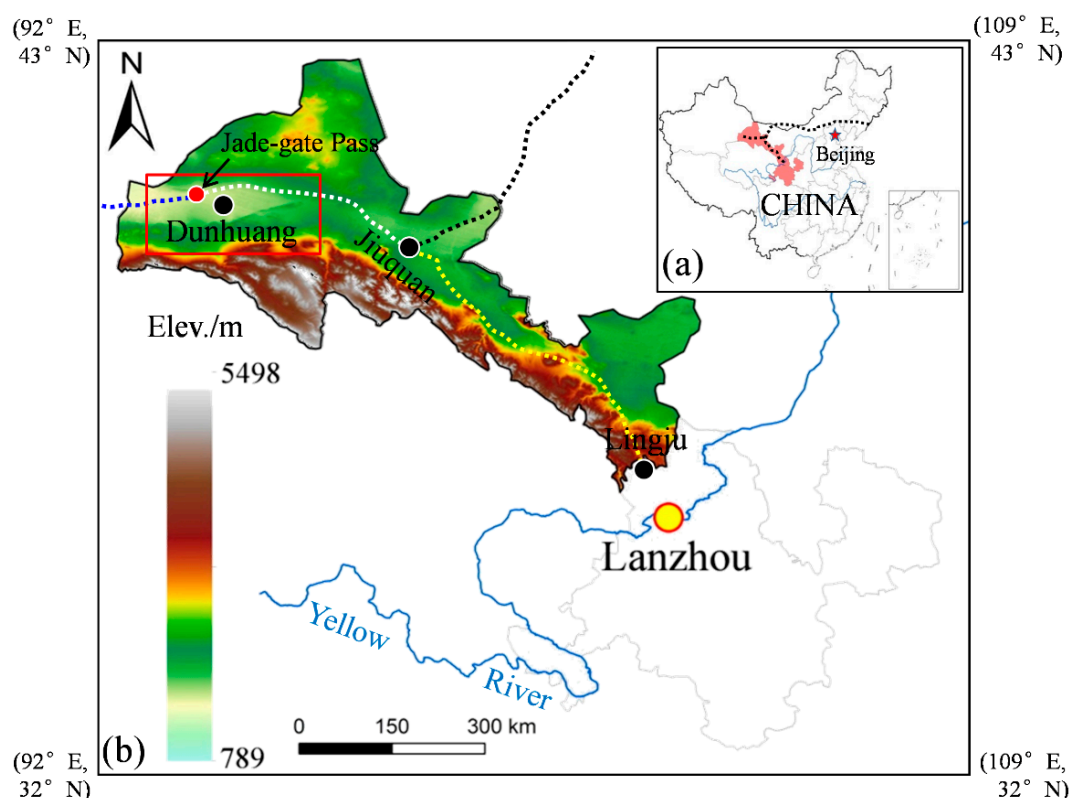 (92° E,
43° N)
(109° E,
43° N)
N
Jade-gate Pass
Dunhuang
Jiuquan
Beijing
CHINA
(a)
Elev./m
5498
Lingju
Lanzhou
Yellow
River
0 150 300 km
789
(b)
(92° E,
32° N)
(109° E,
32° N)